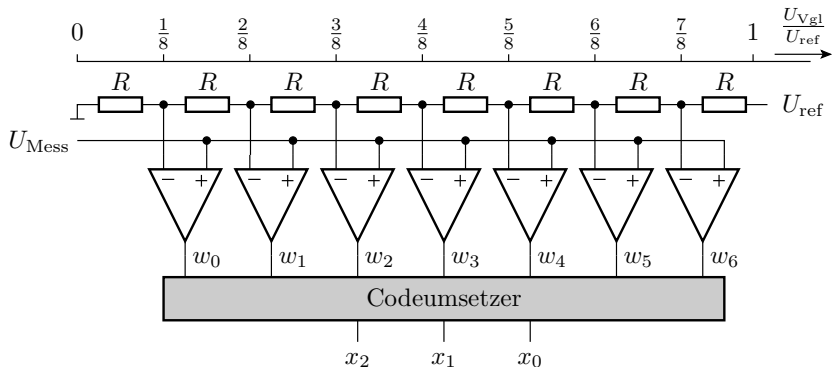 0 1/8 2/8 3/8 4/8 5/8 6/8 7/8 1 U_Vgl/U_ref
R R R R R R R R U_ref
U_Mess
− + − + − + − + − + − + − +
w_0 w_1 w_2 w_3 w_4 w_5 w_6
Codeumsetzer
x_2 x_1 x_0